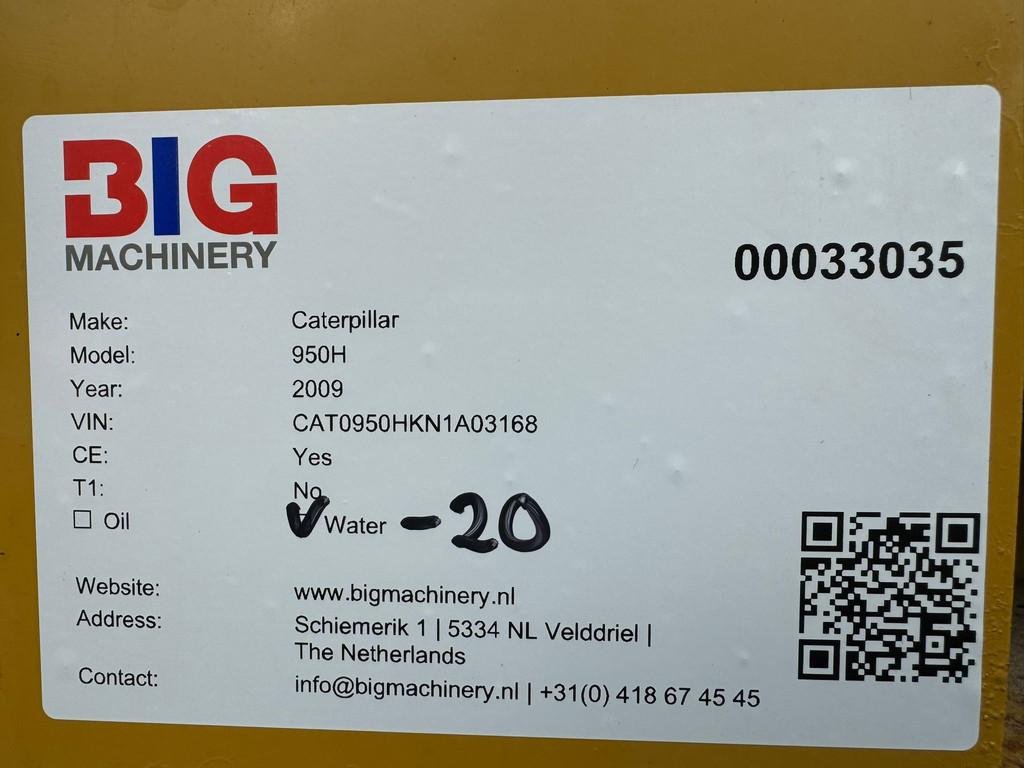 BIG
MACHINERY
00033035
Make: Caterpillar
Model: 950H
Year: 2009
VIN: CAT0950HKN1A03168
CE: Yes
T1: No
☐ Oil ✓ Water -20
Website: www.bigmachinery.nl
Address: Schiemerik 1 | 5334 NL Velddriel |
The Netherlands
Contact: info@bigmachinery.nl | +31(0) 418 67 45 45